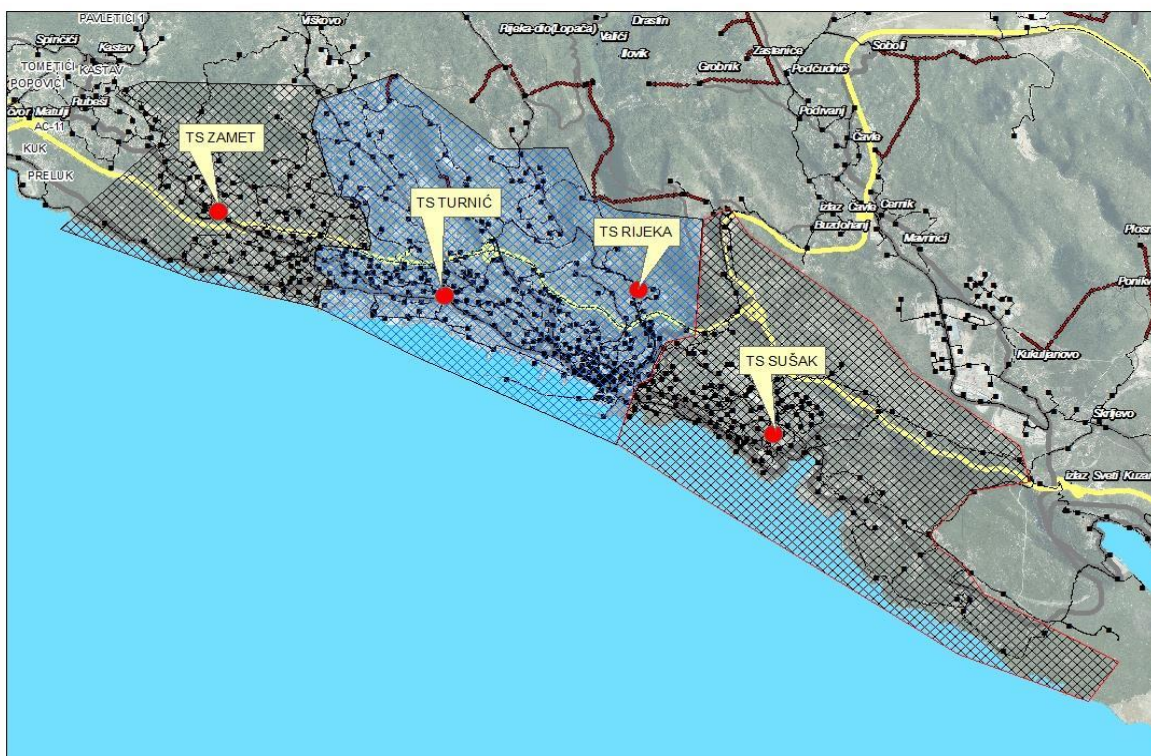 PAVLETIĆI 1
Viškovo
Rijeka-dio(Lopača)
Drastin
Valići
Ilovik
Spinčići
Kastav
Zastenice
Soboli
TOMETIĆI
KASTAV
Grobnik
Podčudnič
POPOVIĆI
Rubeši
Matulji
AC-11
Podrvanj
TS ZAMET
Čavle
KUK
PRELUK
TS TURNIĆ
Izlaz Čavle
Cernik
TS RIJEKA
Buzdohanj
Mavrinci
Kukuljanovo
TS SUŠAK
Škrljevo
Izlaz Sveti Kuzam